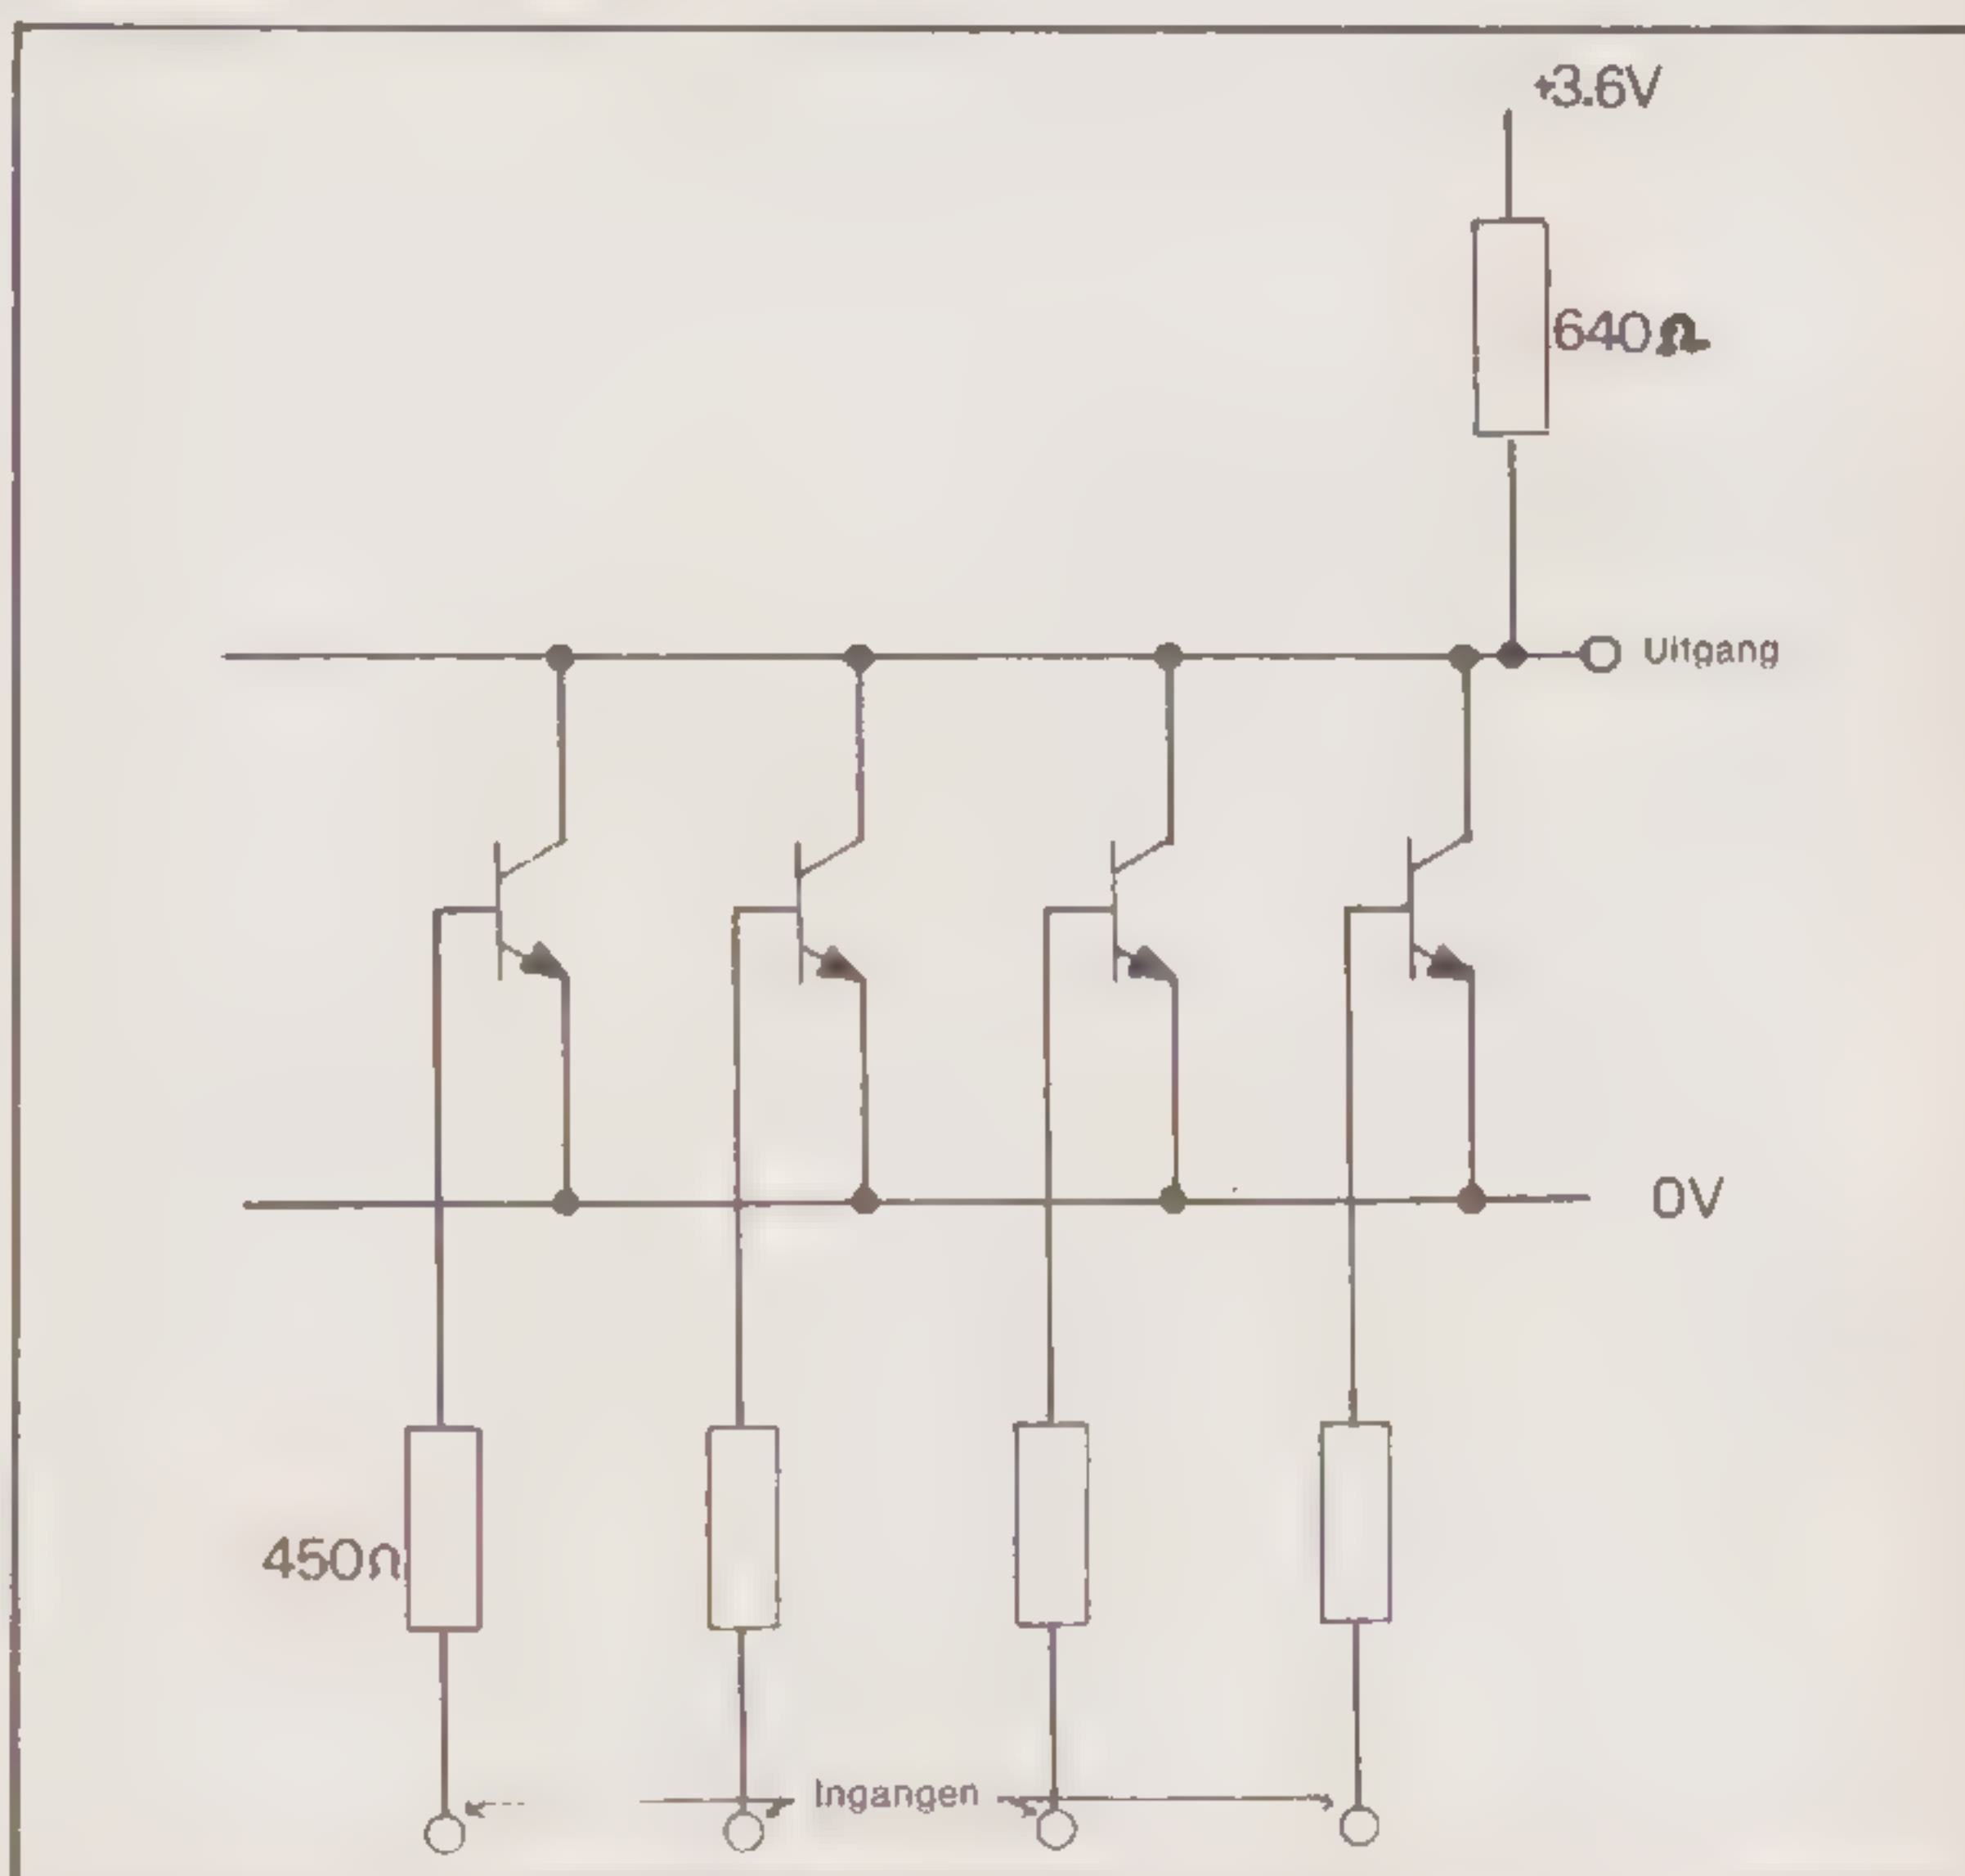 +3.6V
640Ω
Uitgang
0V
450Ω
Ingangen